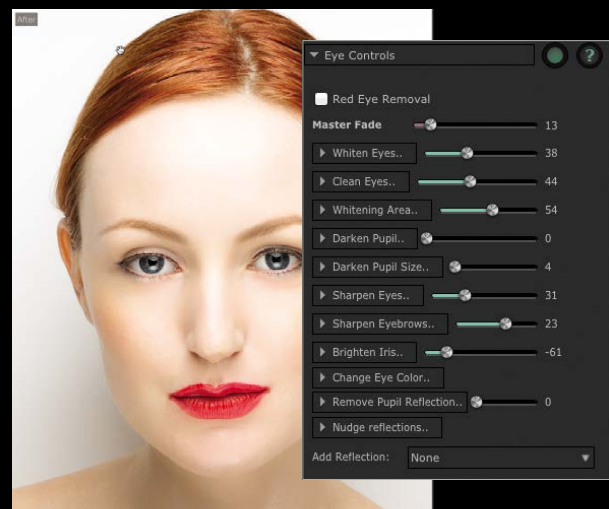 After
Eye Controls ?
Red Eye Removal
Master Fade 13
Whiten Eyes.. 38
Clean Eyes.. 44
Whitening Area.. 54
Darken Pupil.. 0
Darken Pupil Size.. 4
Sharpen Eyes.. 31
Sharpen Eyebrows.. 23
Brighten Iris.. -61
Change Eye Color..
Remove Pupil Reflection.. 0
Nudge reflections..
Add Reflection: None